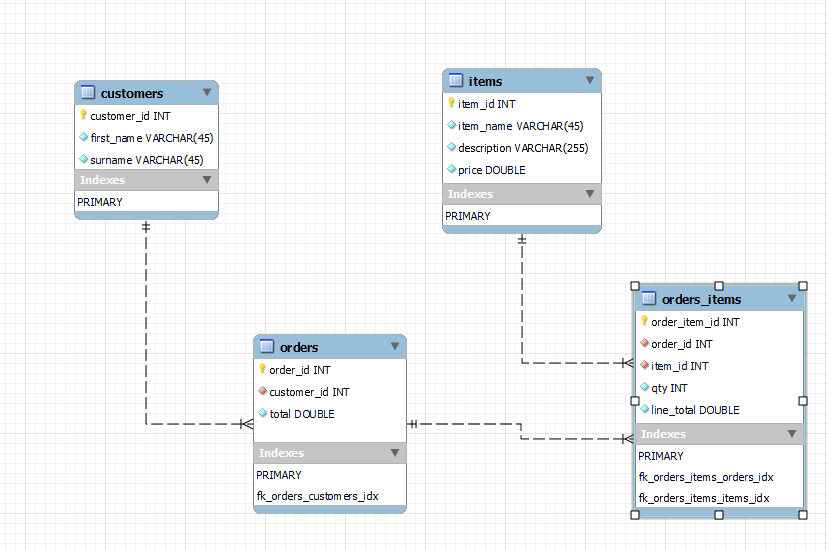 customers
customer_id INT
first_name VARCHAR(45)
surname VARCHAR(45)
Indexes
PRIMARY
items
item_id INT
item_name VARCHAR(45)
description VARCHAR(255)
price DOUBLE
Indexes
PRIMARY
orders
order_id INT
customer_id INT
total DOUBLE
Indexes
PRIMARY
fk_orders_customers_idx
orders_items
order_item_id INT
order_id INT
item_id INT
qty INT
line_total DOUBLE
Indexes
PRIMARY
fk_orders_items_orders_idx
fk_orders_items_items_idx